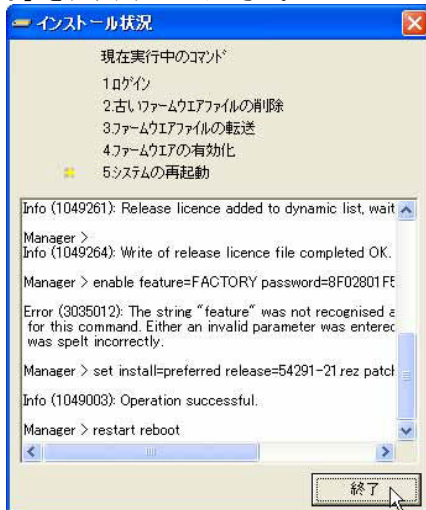 インストール状況
現在実行中のコマンド
1.ログイン
2.古いファームウエアファイルの削除
3.ファームウエアファイルの転送
4.ファームウエアの有効化
5.システムの再起動
Info (1049261): Release licence added to dynamic list, wait
Manager >
Info (1049264): Write of release licence file completed OK.
Manager > enable feature=FACTORY password=8F02801F5
Error (3035012): The string "feature" was not recognised a
for this command. Either an invalid parameter was entered
was spelt incorrectly.
Manager > set install=preferred release=54291-21.rez patch
Info (1049003): Operation successful.
Manager > restart reboot
終了